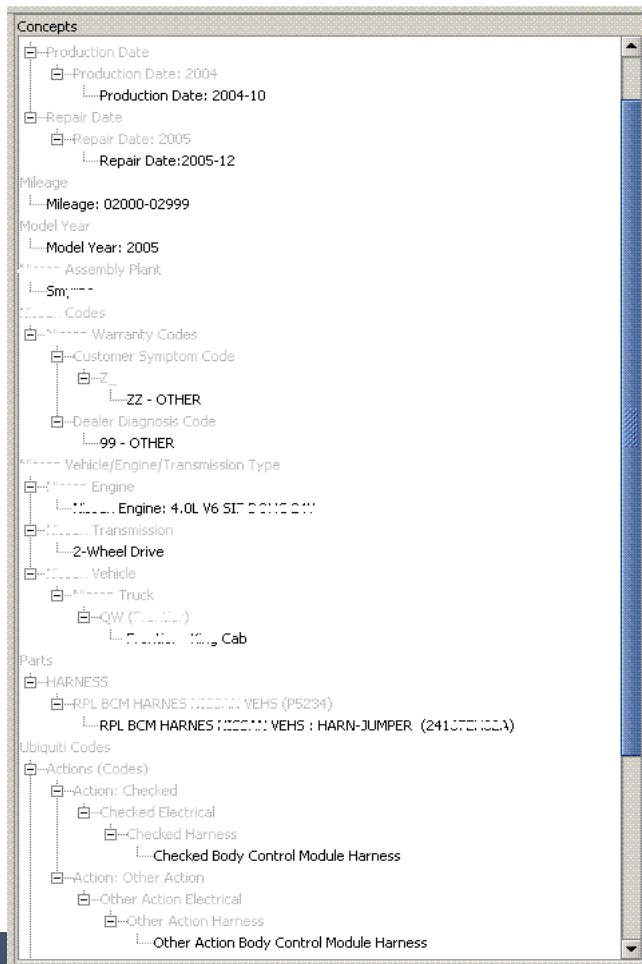 Concepts
Production Date
Production Date: 2004
Production Date: 2004-10
Repair Date
Repair Date: 2005
Repair Date:2005-12
Mileage
Mileage: 02000-02999
Model Year
Model Year: 2005
Assembly Plant
Codes
Warranty Codes
Customer Symptom Code
Z_
ZZ - OTHER
Dealer Diagnosis Code
99 - OTHER
Vehicle/Engine/Transmission Type
Engine
Engine: 4.0L V6
Transmission
2-Wheel Drive
Vehicle
Truck
QW
Cab
Parts
HARNESS
RPL BCM HARNES VEHS (P5234)
RPL BCM HARNES VEHS : HARN-JUMPER
Ubiquiti Codes
Actions (Codes)
Action: Checked
Checked Electrical
Checked Harness
Checked Body Control Module Harness
Action: Other Action
Other Action Electrical
Other Action Harness
Other Action Body Control Module Harness